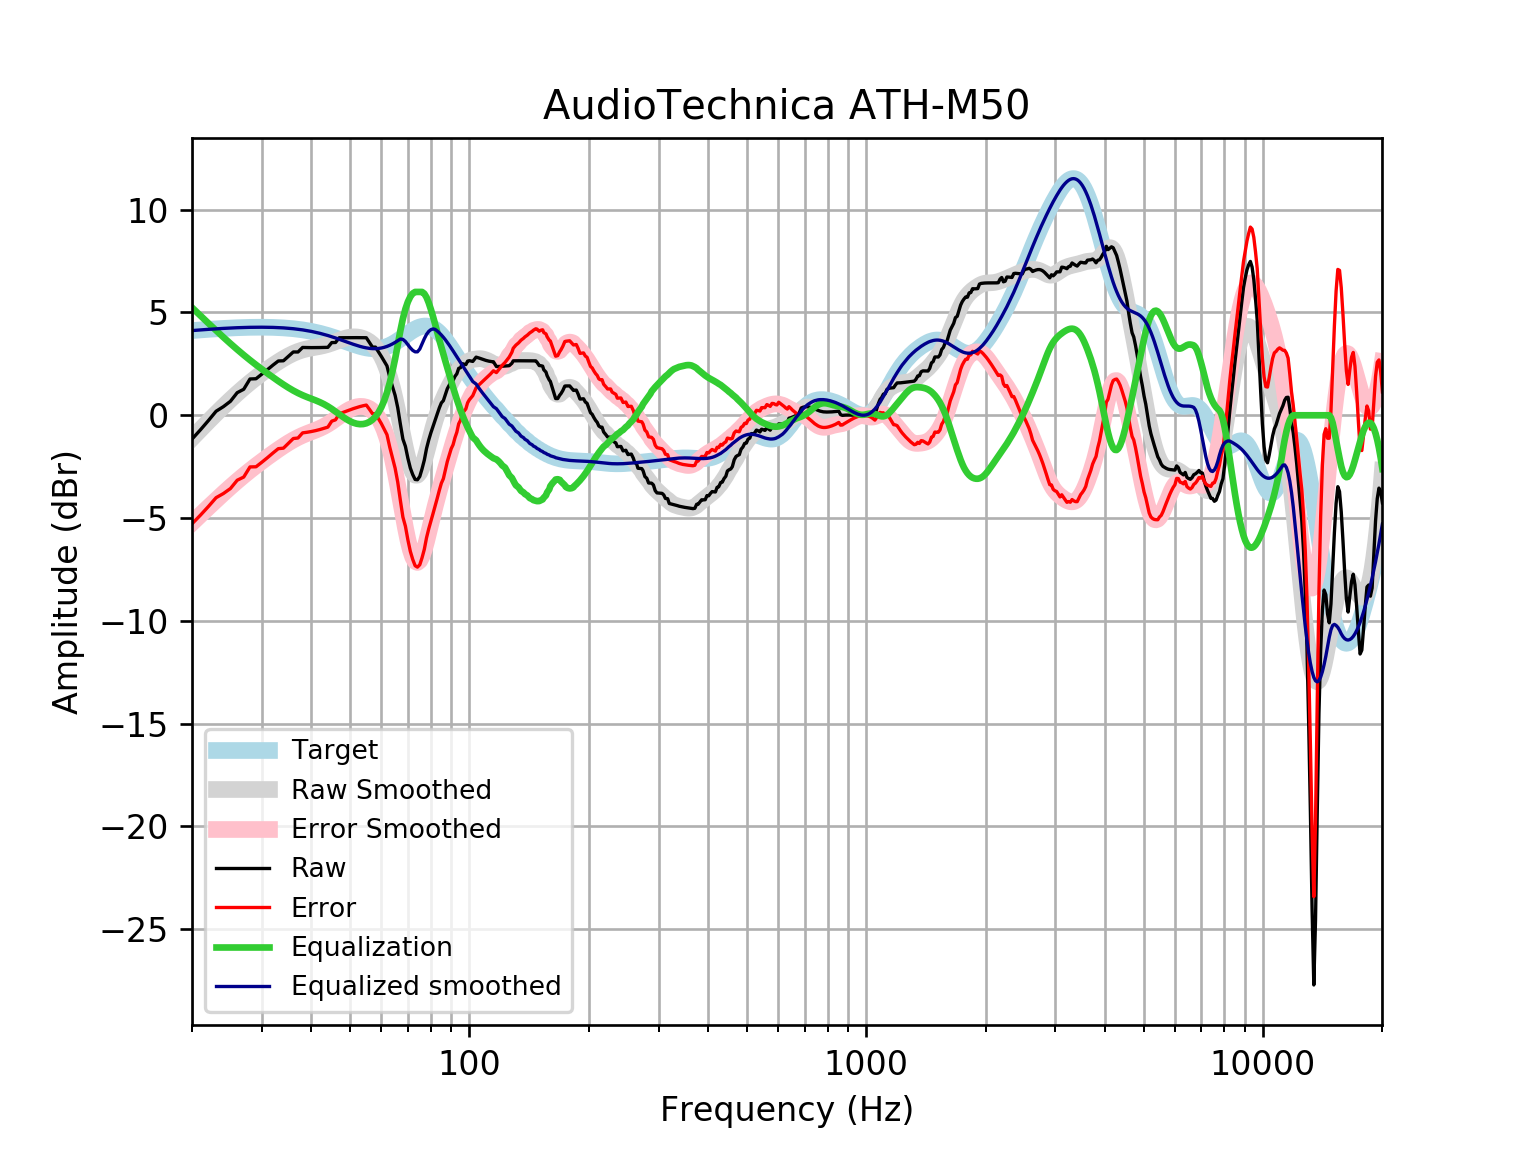 AudioTechnica ATH-M50
10
5
0
−5
−10
−15
−20
−25
Amplitude (dBr)
Target
Raw Smoothed
Error Smoothed
Raw
Error
Equalization
Equalized smoothed
100
1000
10000
Frequency (Hz)